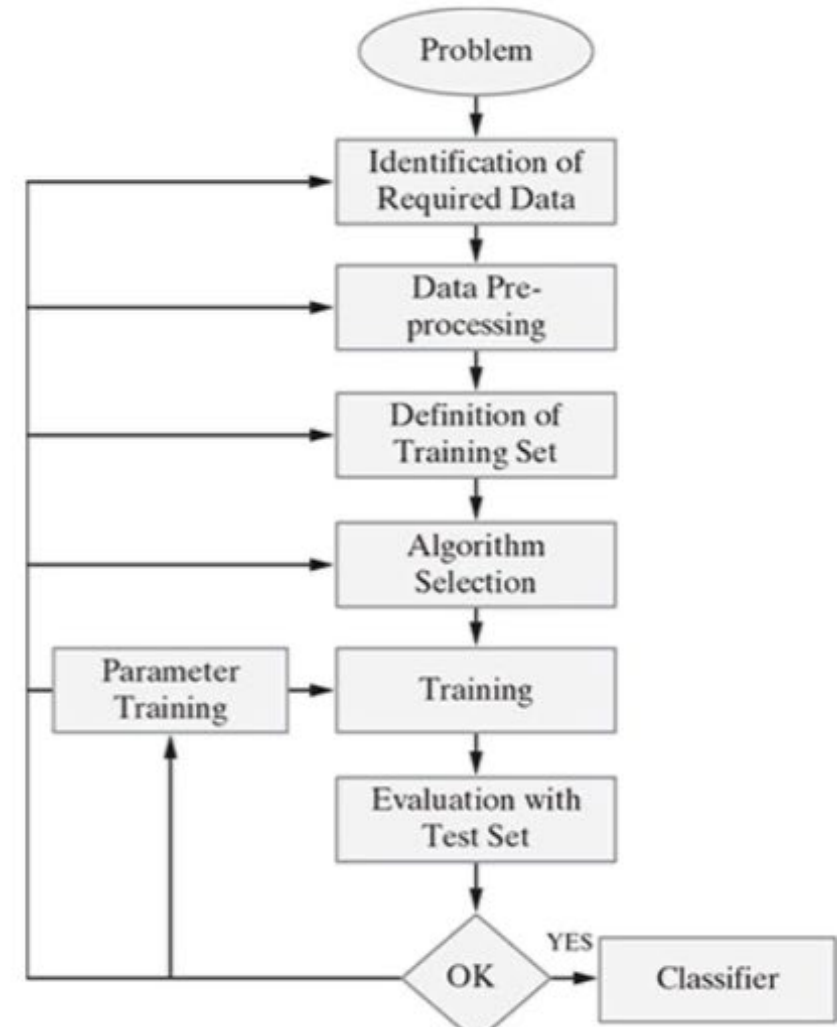 Problem
Identification of
Required Data
Data Pre-
processing
Definition of
Training Set
Algorithm
Selection
Parameter
Training
Training
Evaluation with
Test Set
OK
YES
Classifier